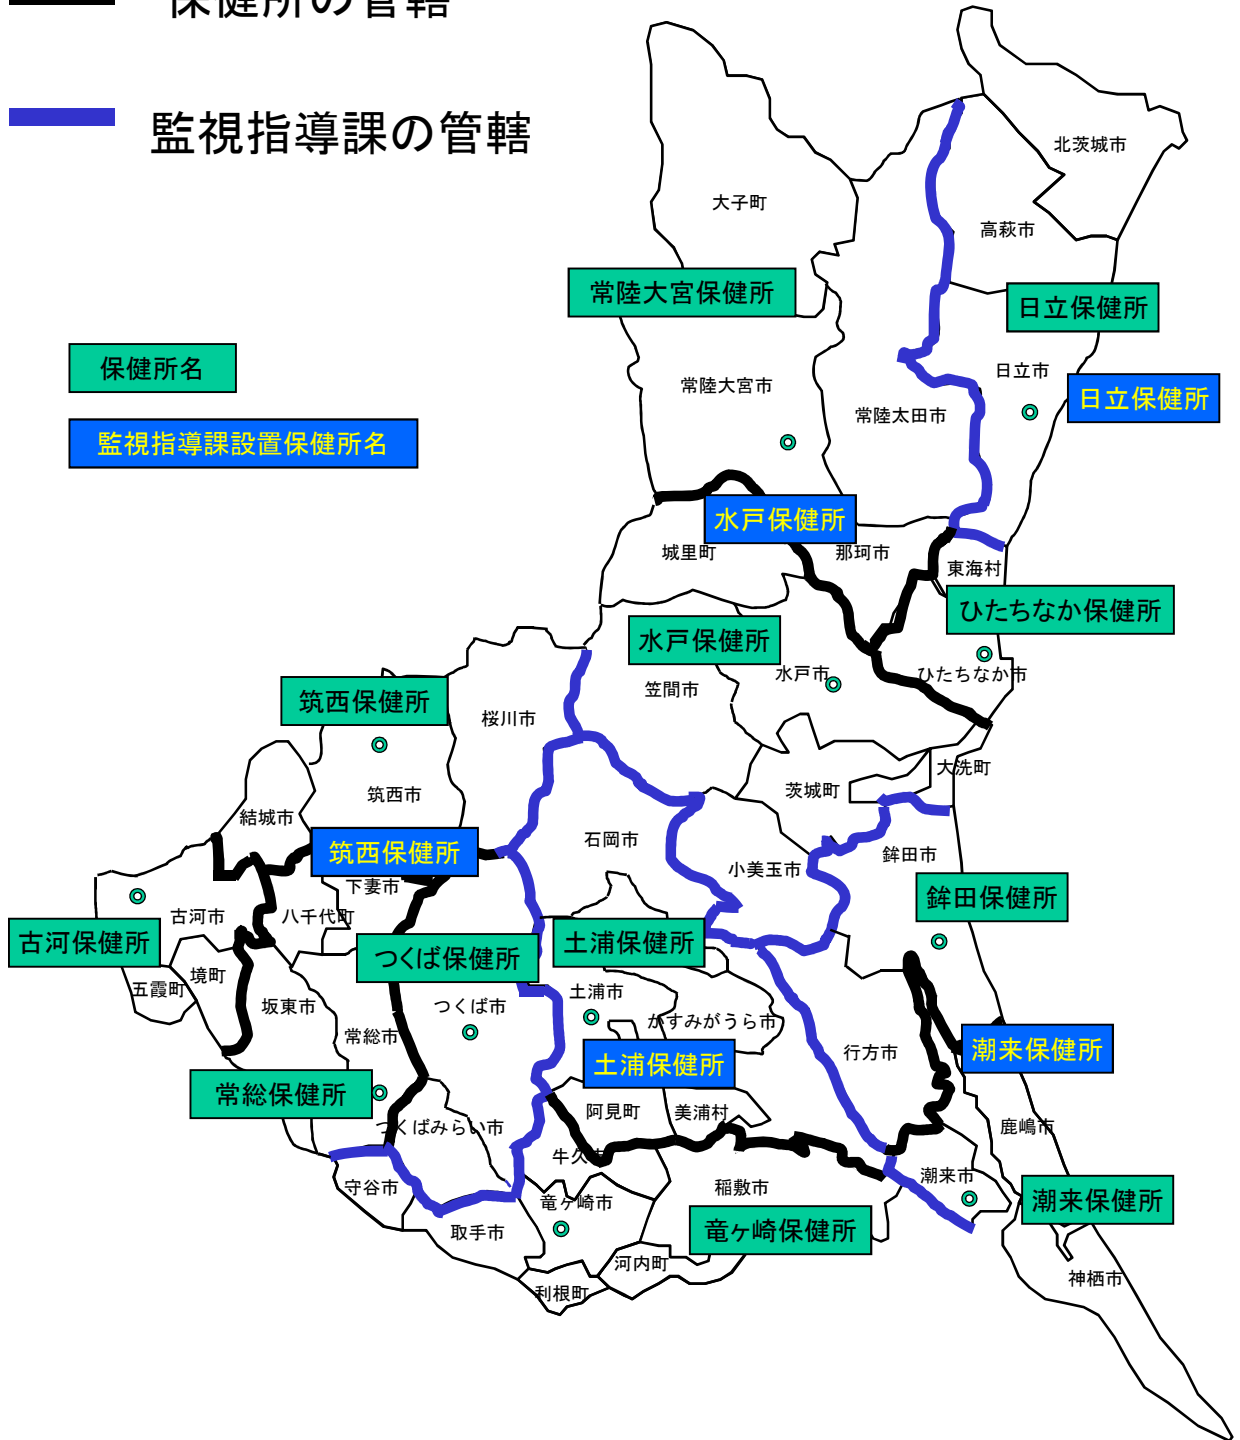 保健所の管轄
監視指導課の管轄
北茨城市
大子町
高萩市
常陸大宮保健所
日立保健所
保健所名
日立市
常陸大宮市
日立保健所
常陸太田市
監視指導課設置保健所名
水戸保健所
城里町
那珂市
東海村
ひたちなか保健所
水戸保健所
水戸市
ひたちなか市
笠間市
筑西保健所
桜川市
大洗町
茨城町
筑西市
結城市
石岡市
筑西保健所
鉾田市
小美玉市
下妻市
鉾田保健所
古河市
八千代町
古河保健所
つくば保健所
土浦保健所
境町
五霞町
坂東市
つくば市
土浦市
かすみがうら市
常総市
行方市
潮来保健所
土浦保健所
常総保健所
阿見町
美浦村
つくばみらい市
鹿嶋市
牛久市
潮来市
守谷市
稲敷市
竜ヶ崎市
潮来保健所
取手市
竜ヶ崎保健所
河内町
神栖市
利根町